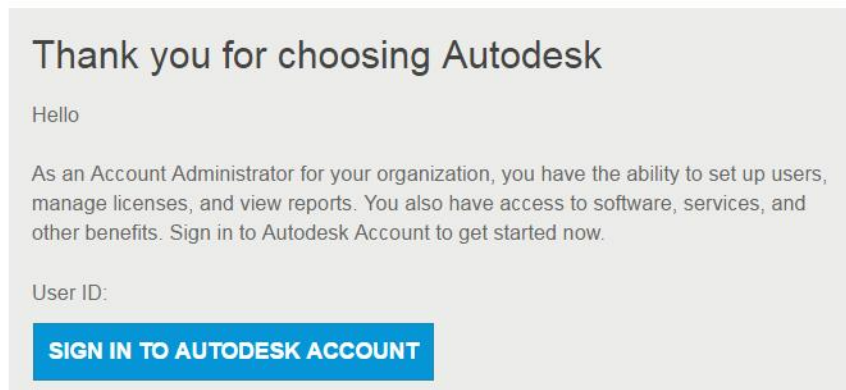 Thank you for choosing Autodesk
Hello
As an Account Administrator for your organization, you have the ability to set up users,
manage licenses, and view reports. You also have access to software, services, and
other benefits. Sign in to Autodesk Account to get started now.
User ID:
SIGN IN TO AUTODESK ACCOUNT